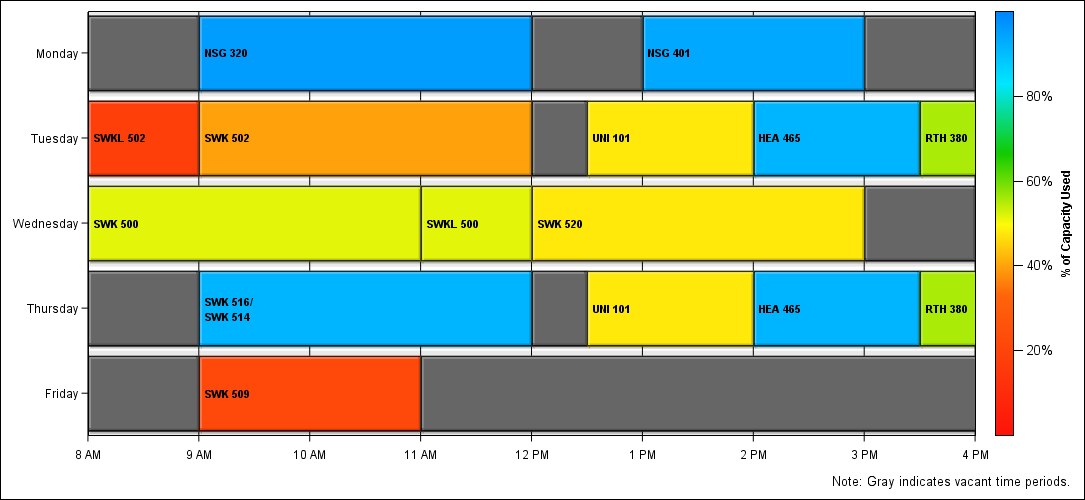 Monday
NSG 320
NSG 401
Tuesday
SWKL 502
SWK 502
UNI 101
HEA 465
RTH 380
Wednesday
SWK 500
SWKL 500
SWK 520
Thursday
SWK 516/
SWK 514
UNI 101
HEA 465
RTH 380
Friday
SWK 509
8 AM
9 AM
10 AM
11 AM
12 PM
1 PM
2 PM
3 PM
4 PM
80%
60%
40%
20%
% of Capacity Used
Note: Gray indicates vacant time periods.